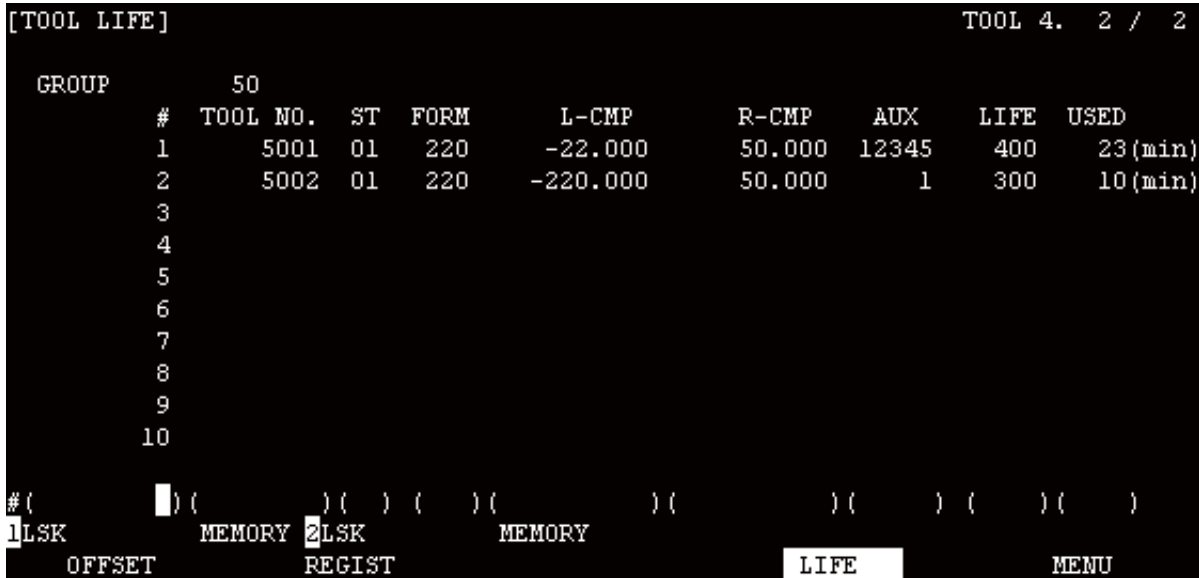 [TOOL LIFE] TOOL 4. 2 / 2
GROUP 50
# TOOL NO. ST FORM L-CMP R-CMP AUX LIFE USED
1 5001 01 220 -22.000 50.000 12345 400 23(min)
2 5002 01 220 -220.000 50.000 1 300 10(min)
3
4
5
6
7
8
9
10
#( )( )( ) ( )( )( )( ) ( )( )
1LSK MEMORY 2LSK MEMORY
OFFSET REGIST LIFE MENU